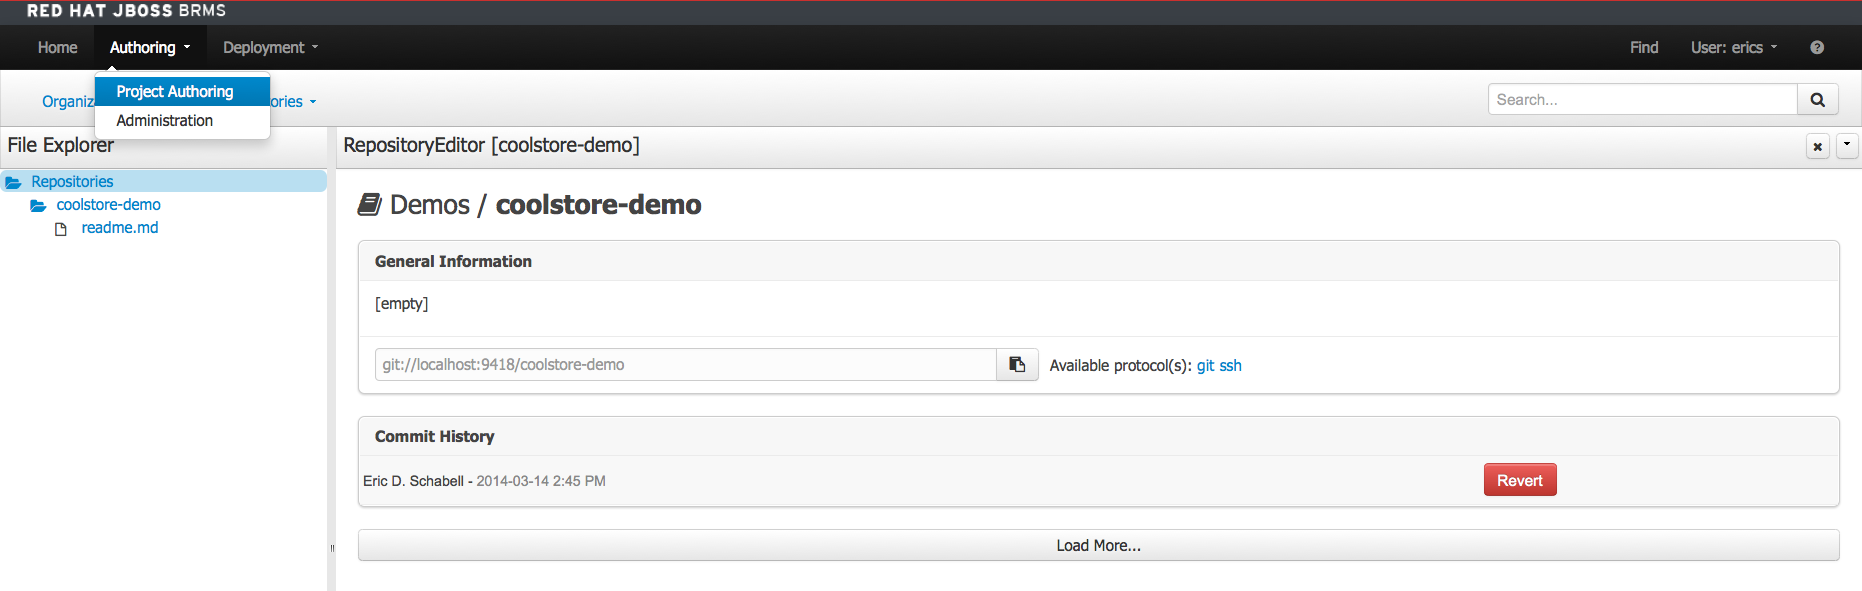 RED HAT JBOSS BRMS
Home Authoring Deployment Find User: erics
Project Authoring
Administration
Search...
File Explorer
Repositories
coolstore-demo
readme.md
RepositoryEditor [coolstore-demo]
Demos / coolstore-demo
General Information
[empty]
git://localhost:9418/coolstore-demo Available protocol(s): git ssh
Commit History
Eric D. Schabell - 2014-03-14 2:45 PM Revert
Load More...